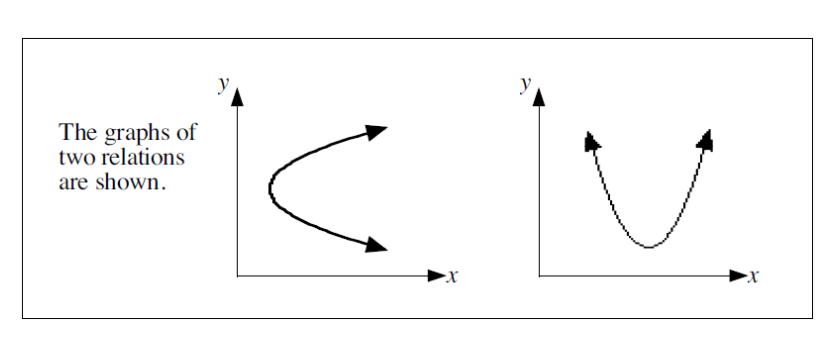 The graphs of
two relations
are shown.
y
x
y
x